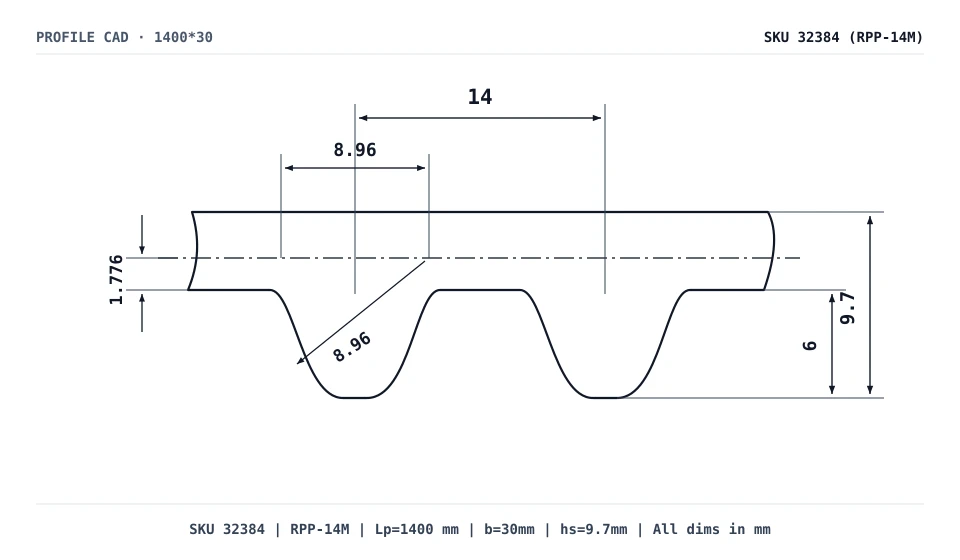 PROFILE CAD · 1400*30
SKU 32384 (RPP-14M)
14
8.96
1.776
8.96
6
9.7
SKU 32384 | RPP-14M | Lp=1400 mm | b=30mm | hs=9.7mm | All dims in mm